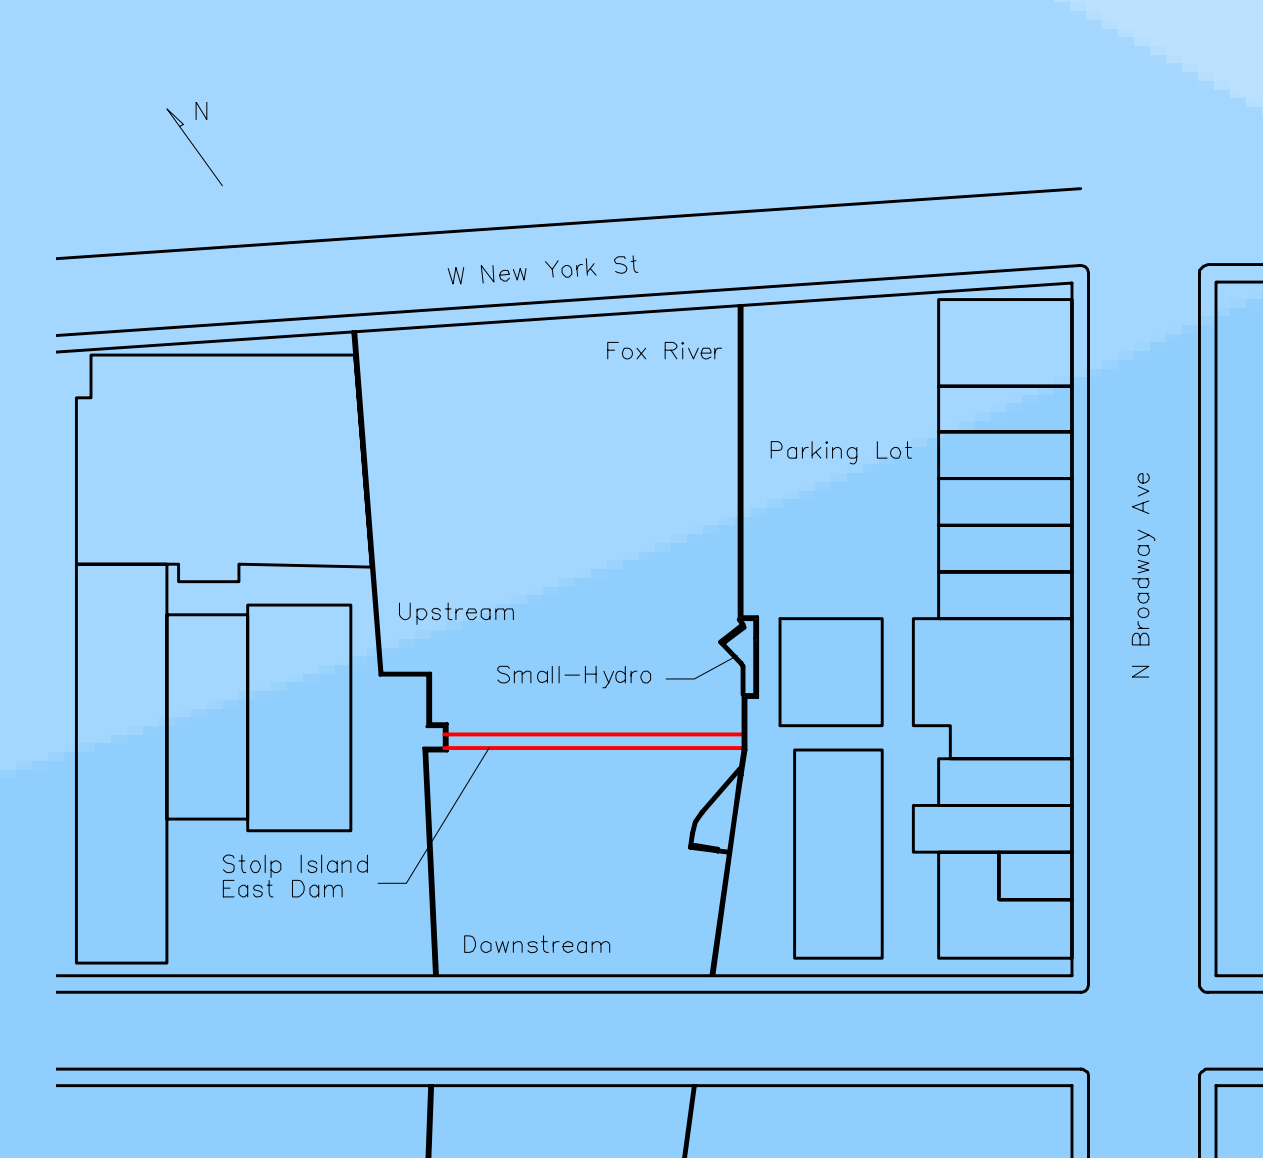 N
W New York St
Fox River
Parking Lot
N Broadway Ave
Upstream
Small-Hydro
Stolp Island
East Dam
Downstream